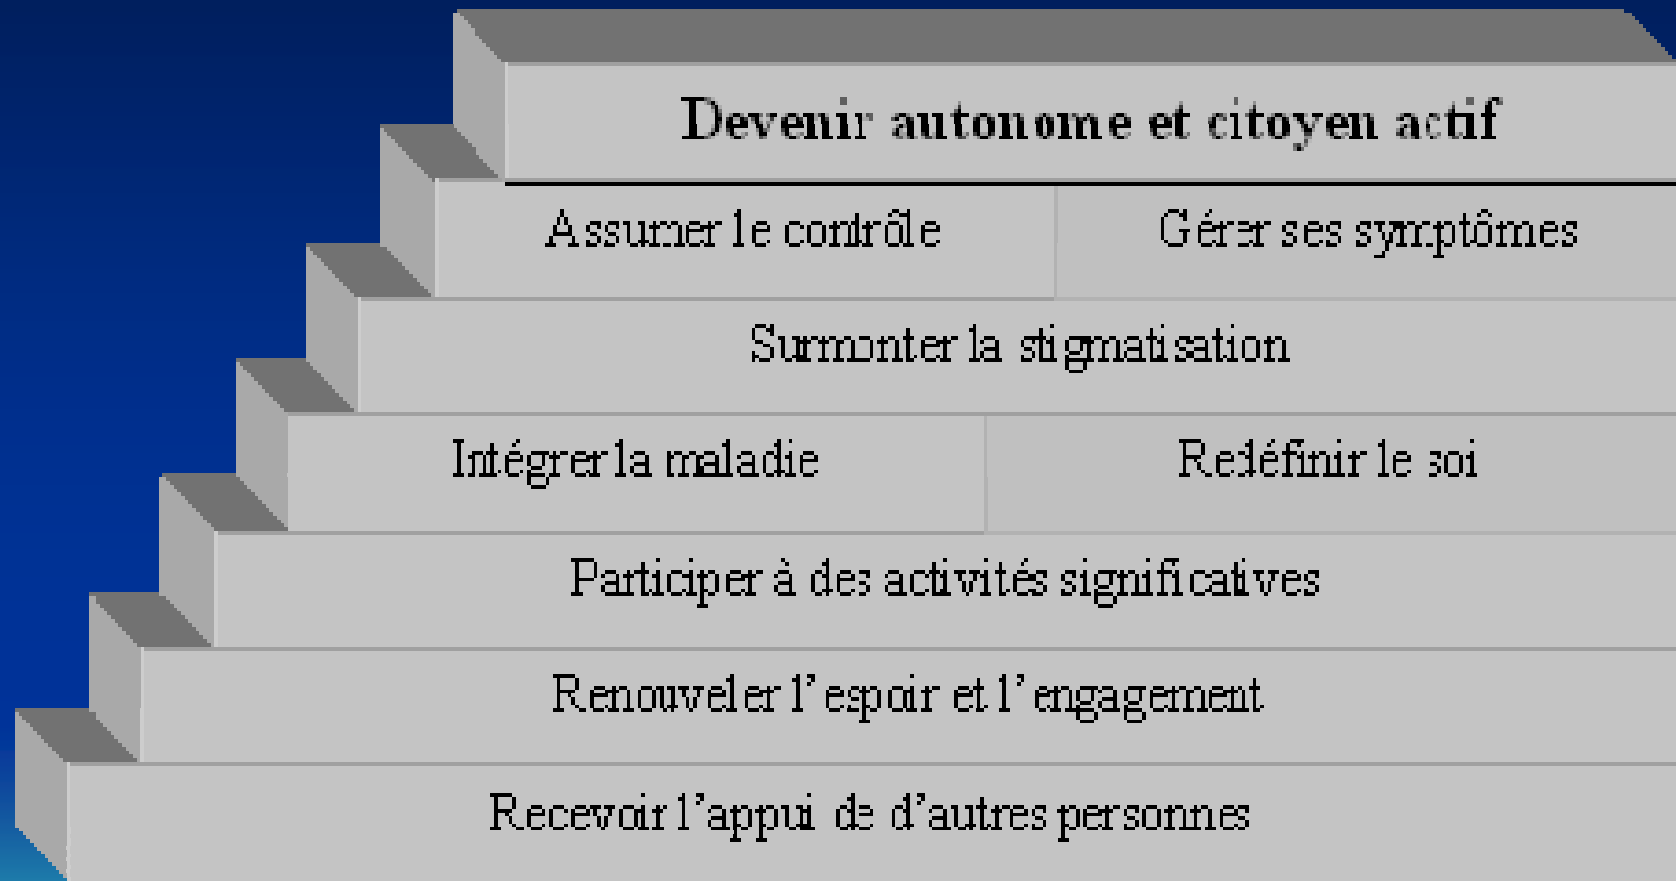 Devenir autonome et citoyen actif
Assumer le contrôle
Gérer ses symptômes
Surmonter la stigmatisation
Intégrer la maladie
Redéfinir le soi
Participer à des activités significatives
Renouveler l'espoir et l'engagement
Recevoir l'appui de d'autres personnes